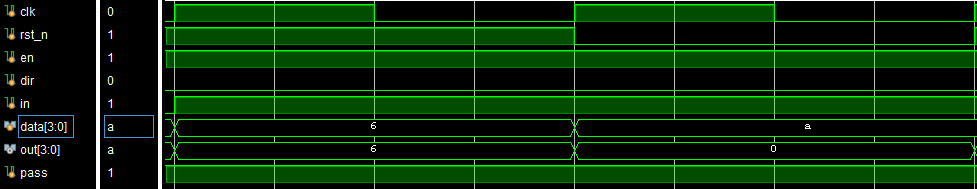 clk 0
rst_n 1
en 1
dir 0
in 1
data[3:0] a 6 a
out[3:0] a 6 0
pass 1